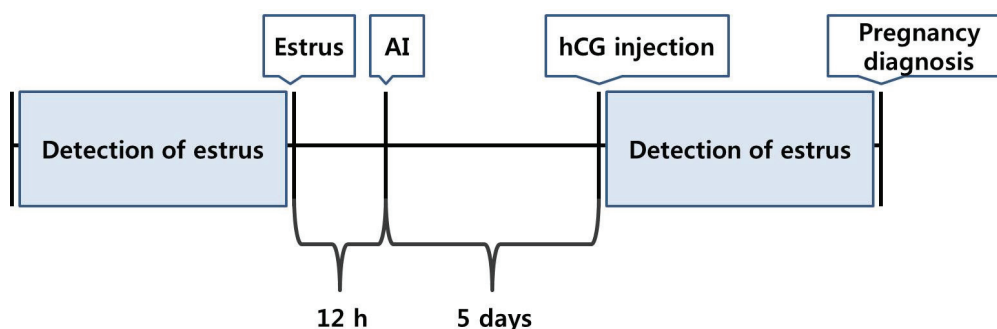 Estrus
AI
hCG injection
Pregnancy
diagnosis
Detection of estrus
Detection of estrus
12 h
5 days